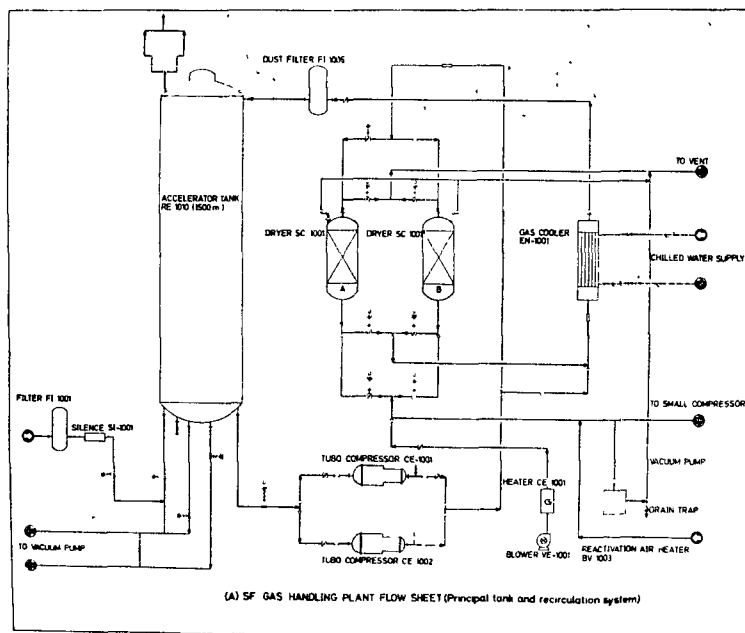 DUST FILTER FI 1005
TO VENT
ACCELERATOR TANK
RE 1010 (1500 m)
DRYER SC 1001
DRYER SC 1001
GAS COOLER
EN-1001
CHILLED WATER SUPPLY
A
B
FILTER FI 1001
SILENCE SI-1001
TO SMALL COMPRESSOR
TUBO COMPRESSOR CE-1001
HEATER CE 1001
VACUUM PUMP
G
DRAIN TRAP
TO VACUUM PUMP
TUBO COMPRESSOR CE 1002
BLOWER VE-1001
REACTIVATION AIR HEATER
BV 1003
(A) SF GAS HANDLING PLANT FLOW SHEET (Principal tank and recirculation system)